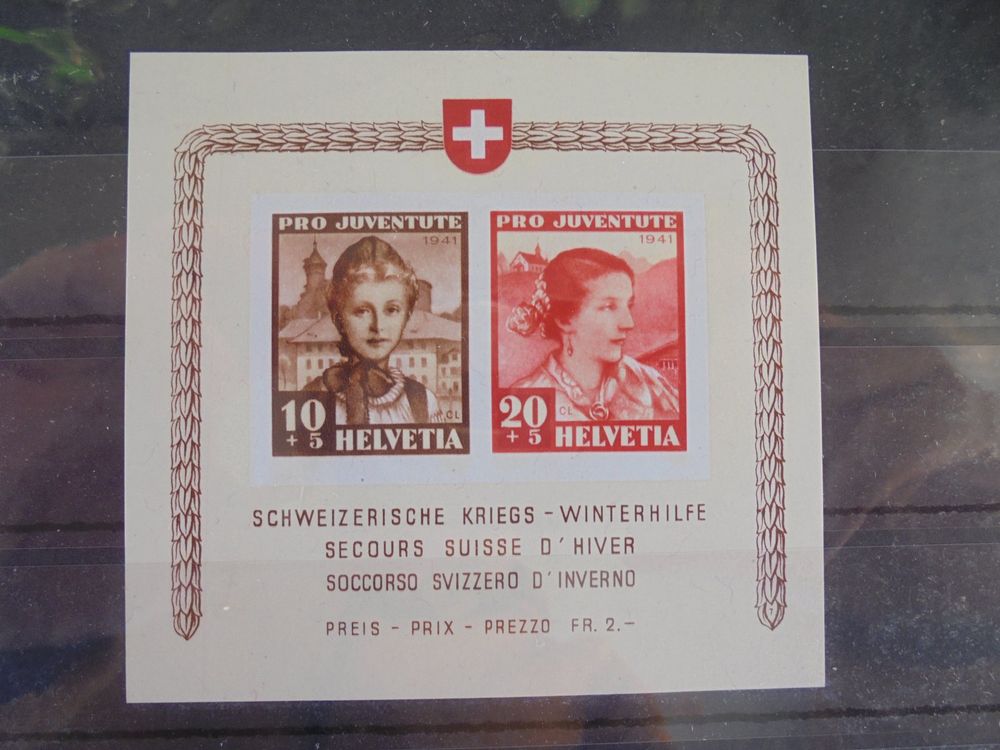 PRO JUVENTUTE
1941
10
+ 5
CL
HELVETIA
PRO JUVENTUTE
1941
20
+ 5
CL
HELVETIA
SCHWEIZERISCHE KRIEGS - WINTERHILFE
SECOURS SUISSE D'HIVER
SOCCORSO SVIZZERO D'INVERNO
PREIS - PRIX - PREZZO FR. 2.-